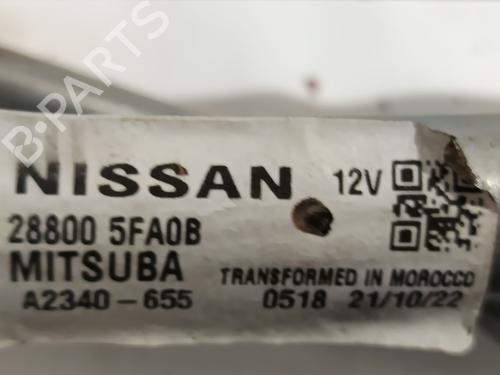 B-PARTS
NISSAN 12V
28800 5FA0B
MITSUBA TRANSFORMED IN MOROCCO
A2340-655 0518 21/10/22